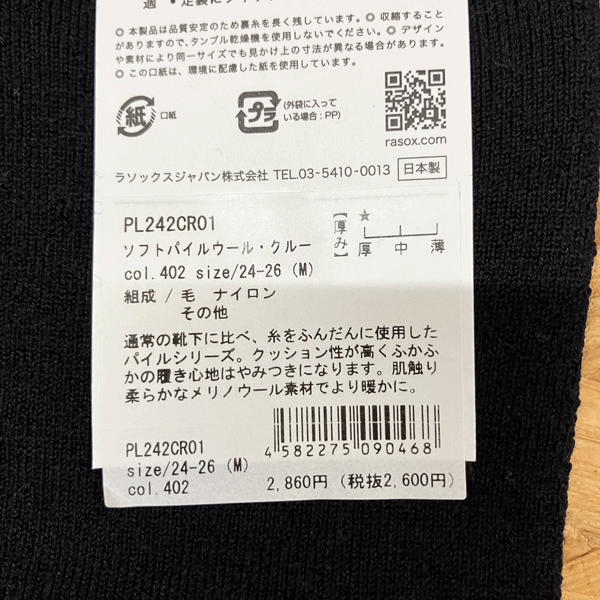 ◎本製品は品質安定のため裏糸を長く残しています。◎収縮すること
がありますので、タンブル乾燥機を使用しないでください。◎デザイン
や素材により同一サイズでも見かけ上の寸法が異なる場合があります。
◎この口紙は、環境に配慮した紙を使用しています。
紙 口紙 プラ (外袋に入って
いる場合:PP)
rasox.com
ラソックスジャパン株式会社 TEL.03-5410-0013 日本製
PL242CR01
ソフトパイルウール・クルー
col. 402 size/24-26 (M)
【厚み】 ★ 厚 中 薄
組成 / 毛 ナイロン
その他
通常の靴下に比べ、糸をふんだんに使用した
パイルシリーズ。クッション性が高くふかふ
かの履き心地はやみつきになります。肌触り
柔らかなメリノウール素材でより暖かに。
PL242CR01
size/24-26 (M)
col. 402
4 582275 090468
2,860円 (税抜2,600円)